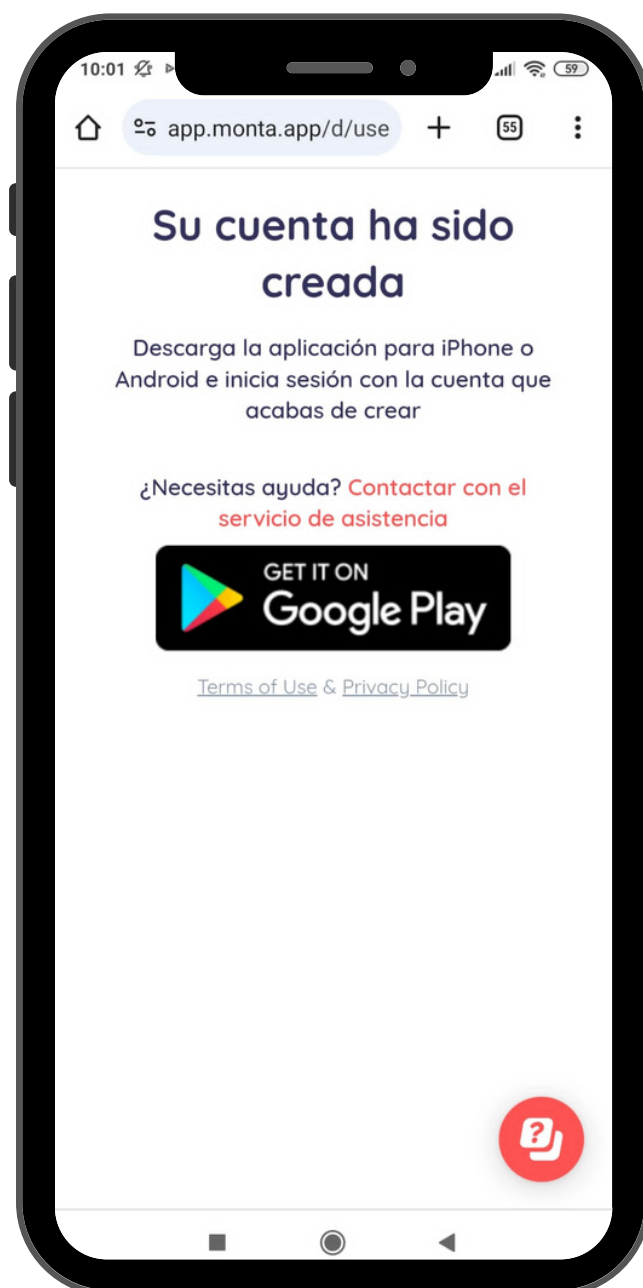 10:01
59
app.monta.app/d/use
55
Su cuenta ha sido
creada
Descarga la aplicación para iPhone o
Android e inicia sesión con la cuenta que
acabas de crear
¿Necesitas ayuda? Contactar con el
servicio de asistencia
GET IT ON
Google Play
Terms of Use & Privacy Policy
?